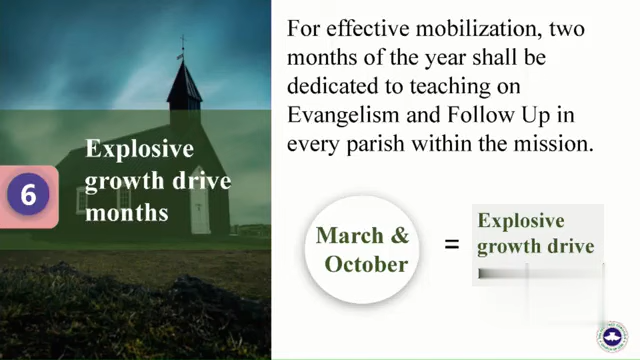 For effective mobilization, two
months of the year shall be
dedicated to teaching on
Evangelism and Follow Up in
every parish within the mission.
6
Explosive
growth drive
months
March &
October
=
Explosive
growth drive